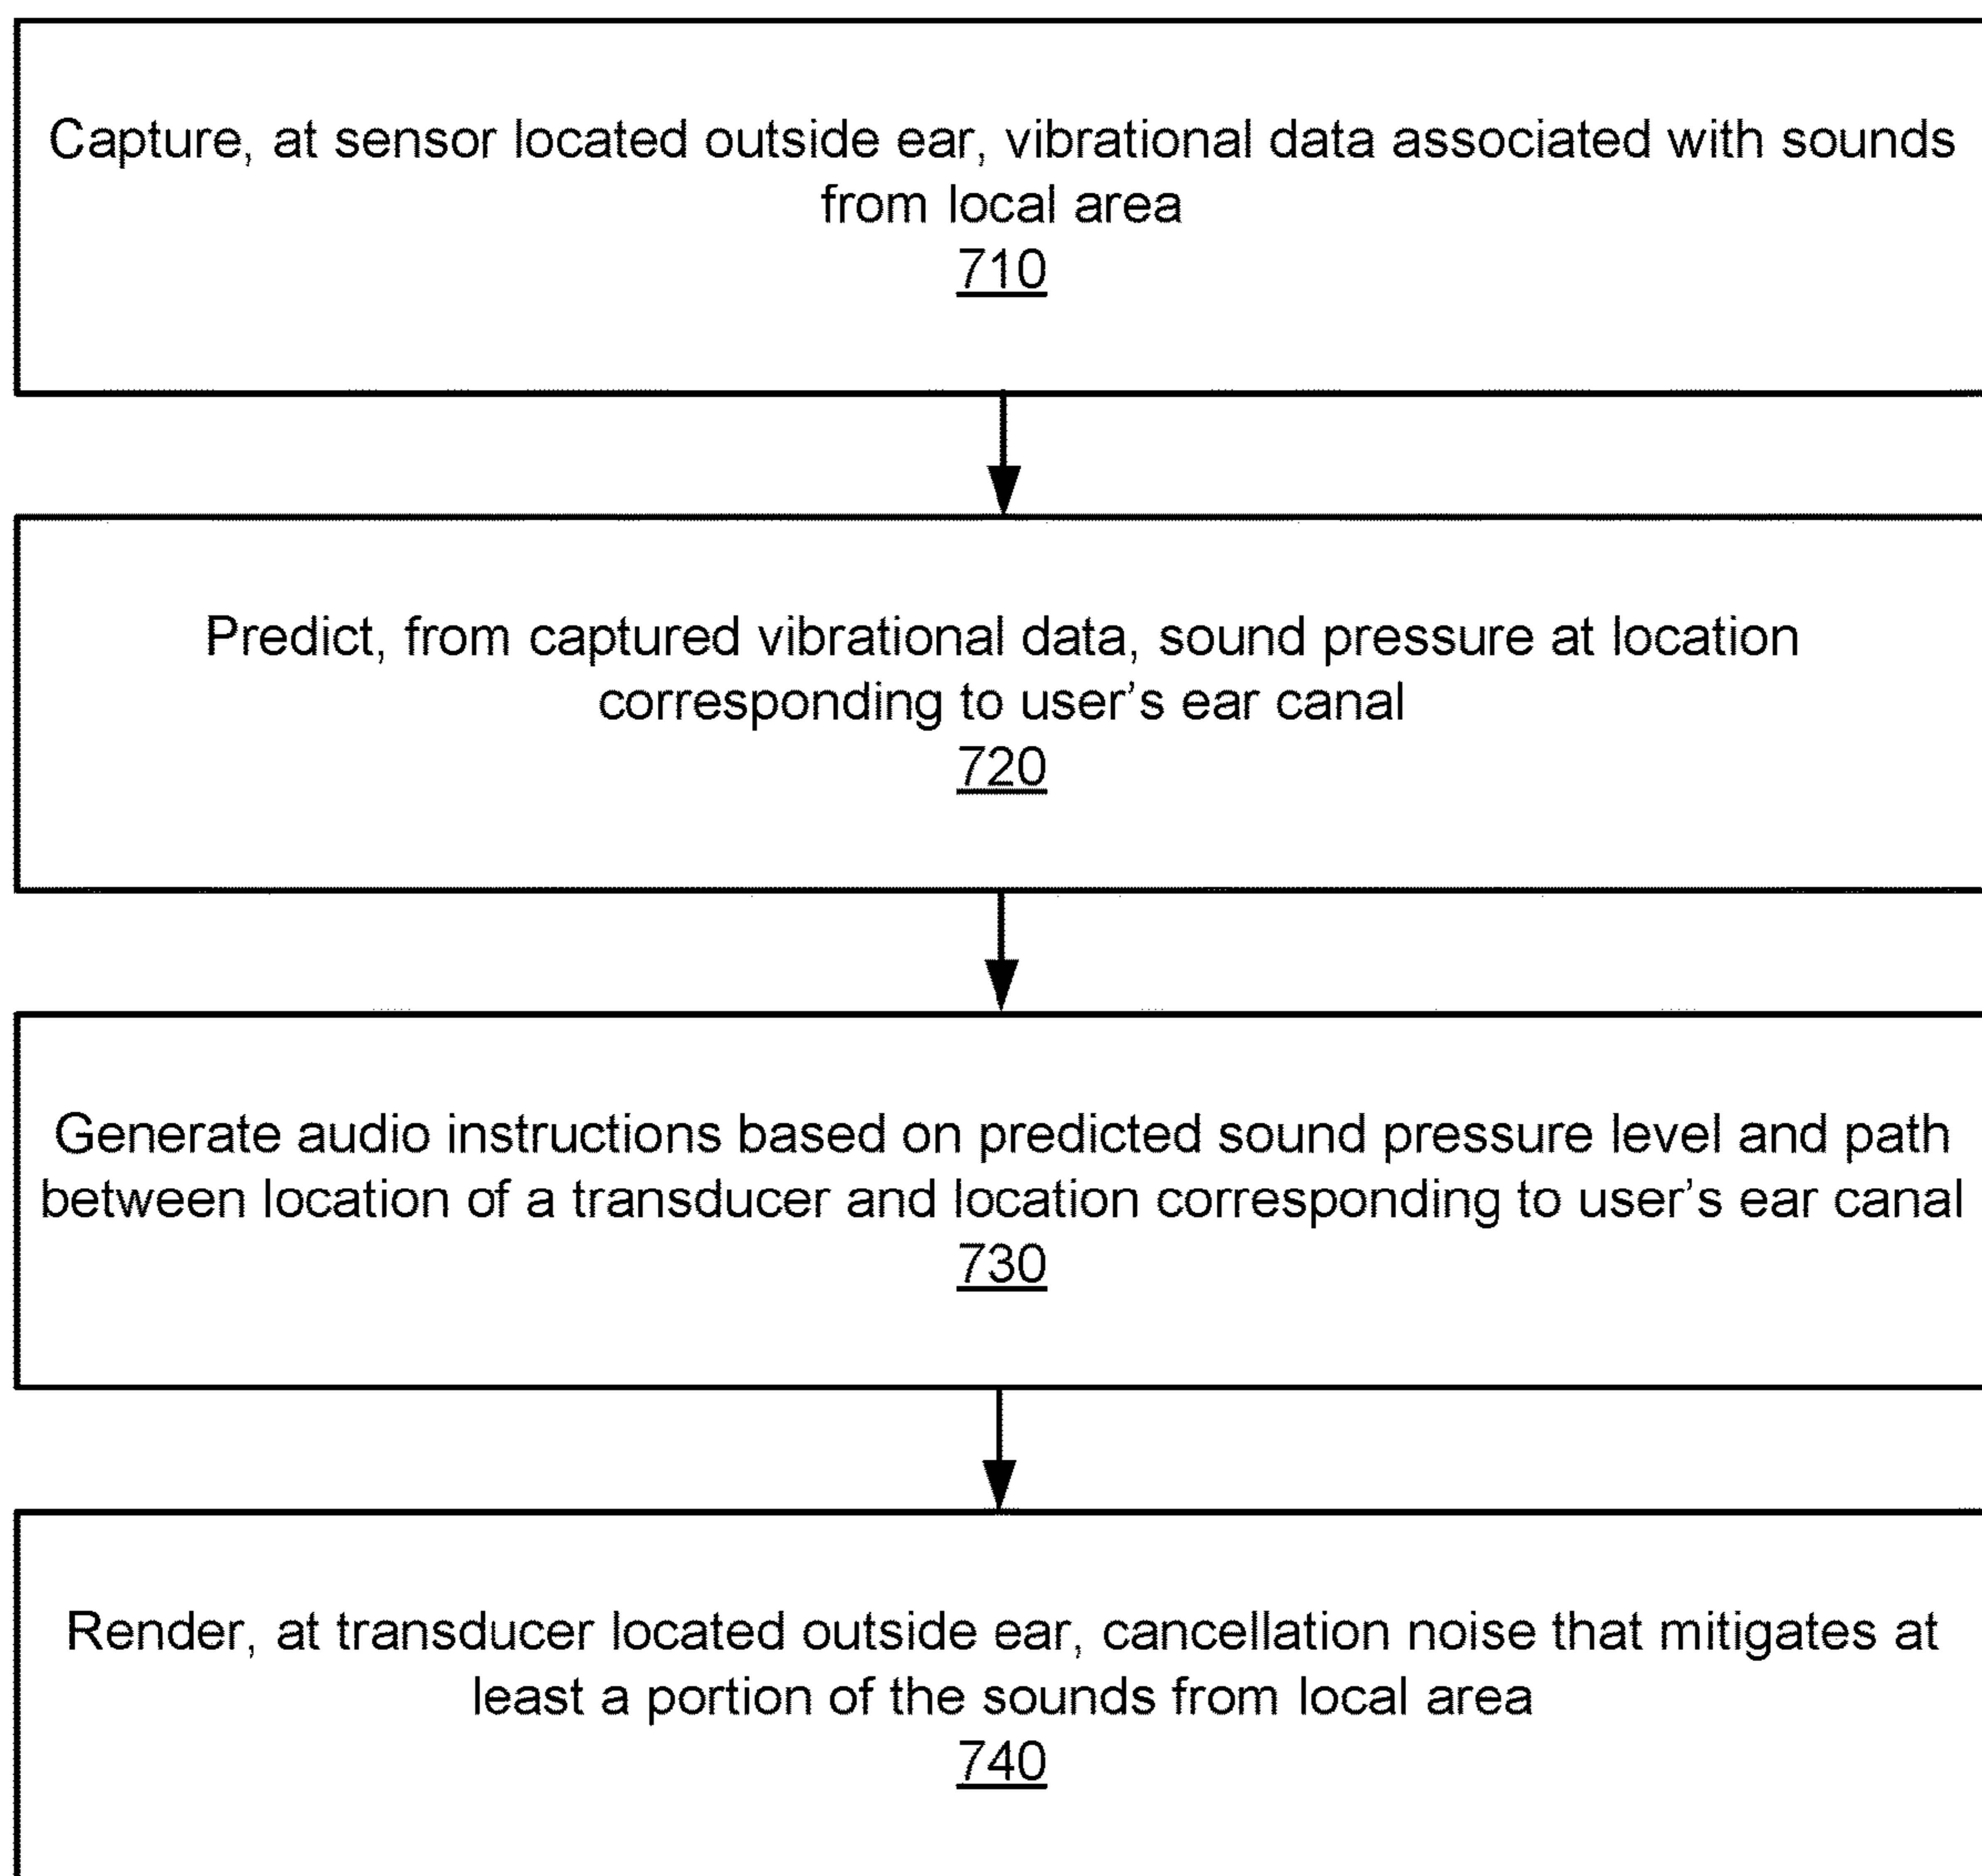 Capture, at sensor located outside ear, vibrational data associated with sounds
from local area
710
Predict, from captured vibrational data, sound pressure at location
corresponding to user's ear canal
720
Generate audio instructions based on predicted sound pressure level and path
between location of a transducer and location corresponding to user's ear canal
730
Render, at transducer located outside ear, cancellation noise that mitigates at
least a portion of the sounds from local area
740